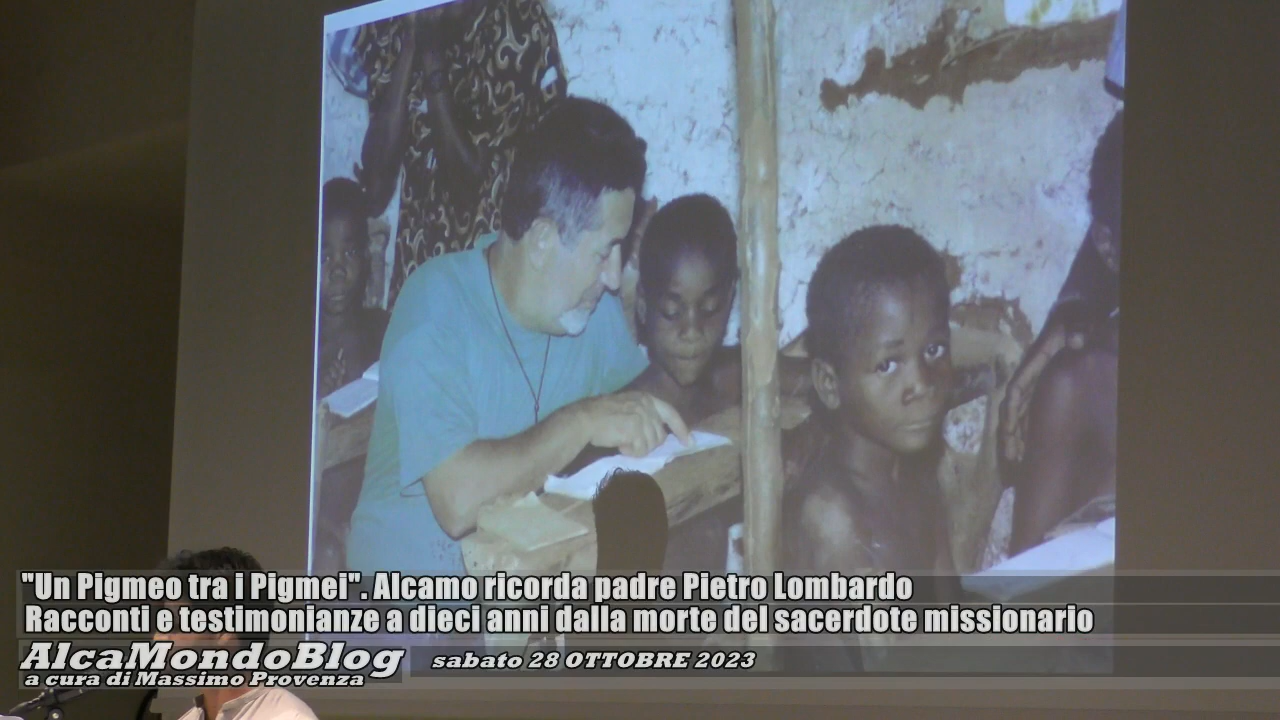 "Un Pigmeo tra i Pigmei". Alcamo ricorda padre Pietro Lombardo
Racconti e testimonianze a dieci anni dalla morte del sacerdote missionario
AlcaMondoBlog sabato 28 OTTOBRE 2023
a cura di Massimo Provenza